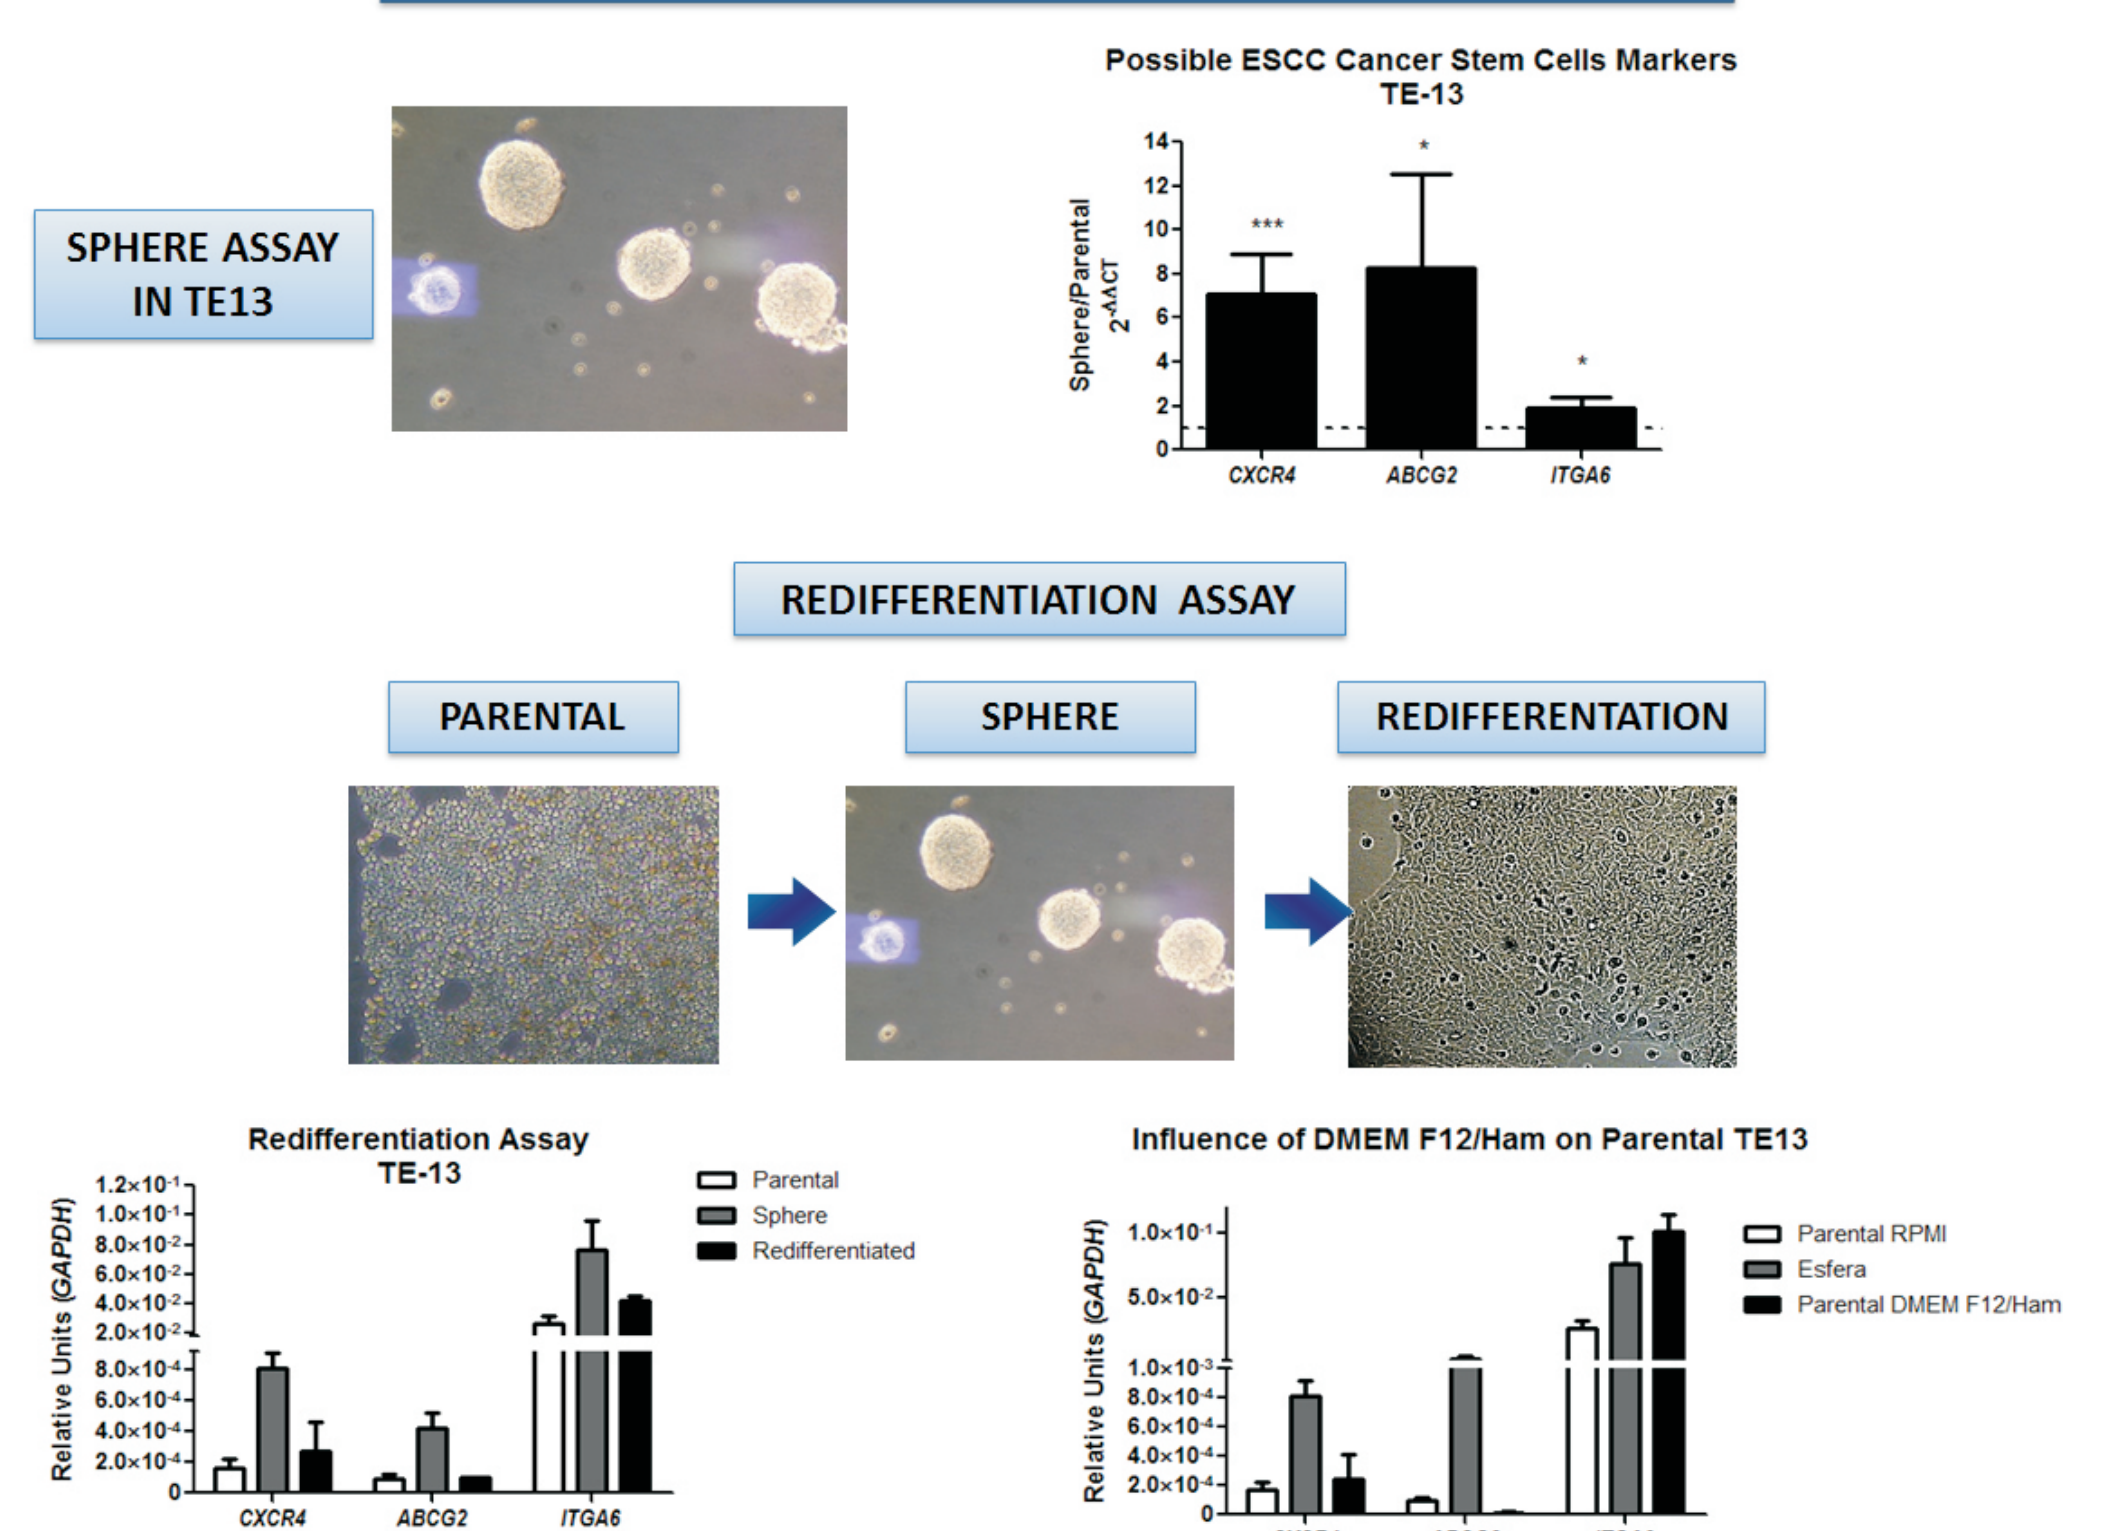 Possible ESCC Cancer Stem Cells Markers
TE-13
SPHERE ASSAY
IN TE13
Sphere/Parental
2^-ΔΔCT
14
12
10
8
6
4
2
0
***
*
*
CXCR4
ABCG2
ITGA6
REDIFFERENTIATION ASSAY
PARENTAL
SPHERE
REDIFFERENTATION
Redifferentiation Assay
TE-13
Relative Units (GAPDH)
1.2×10^-1
1.0×10^-1
8.0×10^-2
6.0×10^-2
4.0×10^-2
2.0×10^-2
8.0×10^-4
6.0×10^-4
4.0×10^-4
2.0×10^-4
0
CXCR4
ABCG2
ITGA6
Parental
Sphere
Redifferentiated
Influence of DMEM F12/Ham on Parental TE13
Relative Units (GAPDH)
1.0×10^-1
5.0×10^-2
1.0×10^-3
8.0×10^-4
6.0×10^-4
4.0×10^-4
2.0×10^-4
0
Parental RPMI
Esfera
Parental DMEM F12/Ham